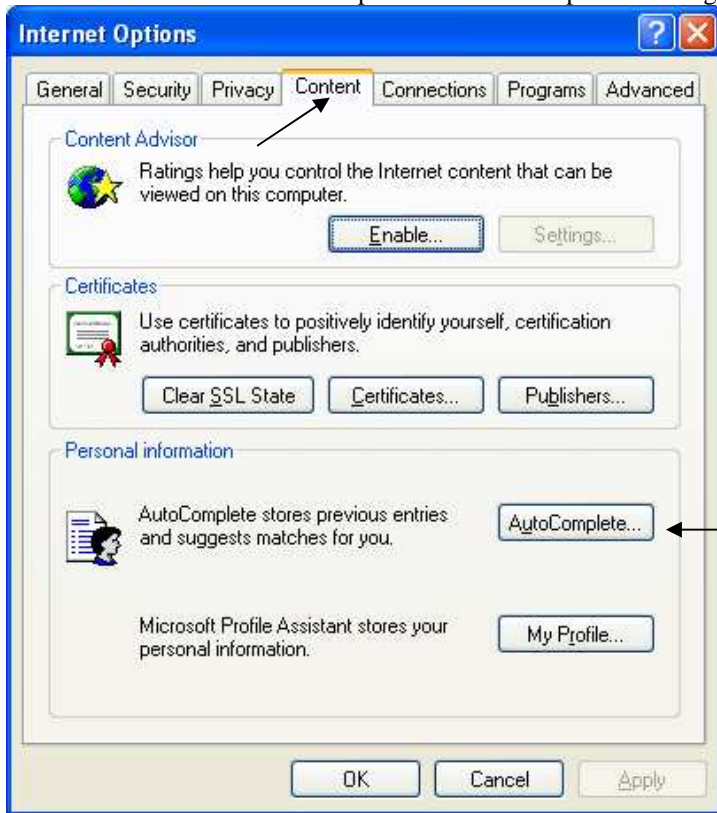 Internet Options
General Security Privacy Content Connections Programs Advanced
Content Advisor
Ratings help you control the Internet content that can be
viewed on this computer.
Enable... Settings...
Certificates
Use certificates to positively identify yourself, certification
authorities, and publishers.
Clear SSL State Certificates... Publishers...
Personal information
AutoComplete stores previous entries
and suggests matches for you.
AutoComplete...
Microsoft Profile Assistant stores your
personal information.
My Profile...
OK Cancel Apply